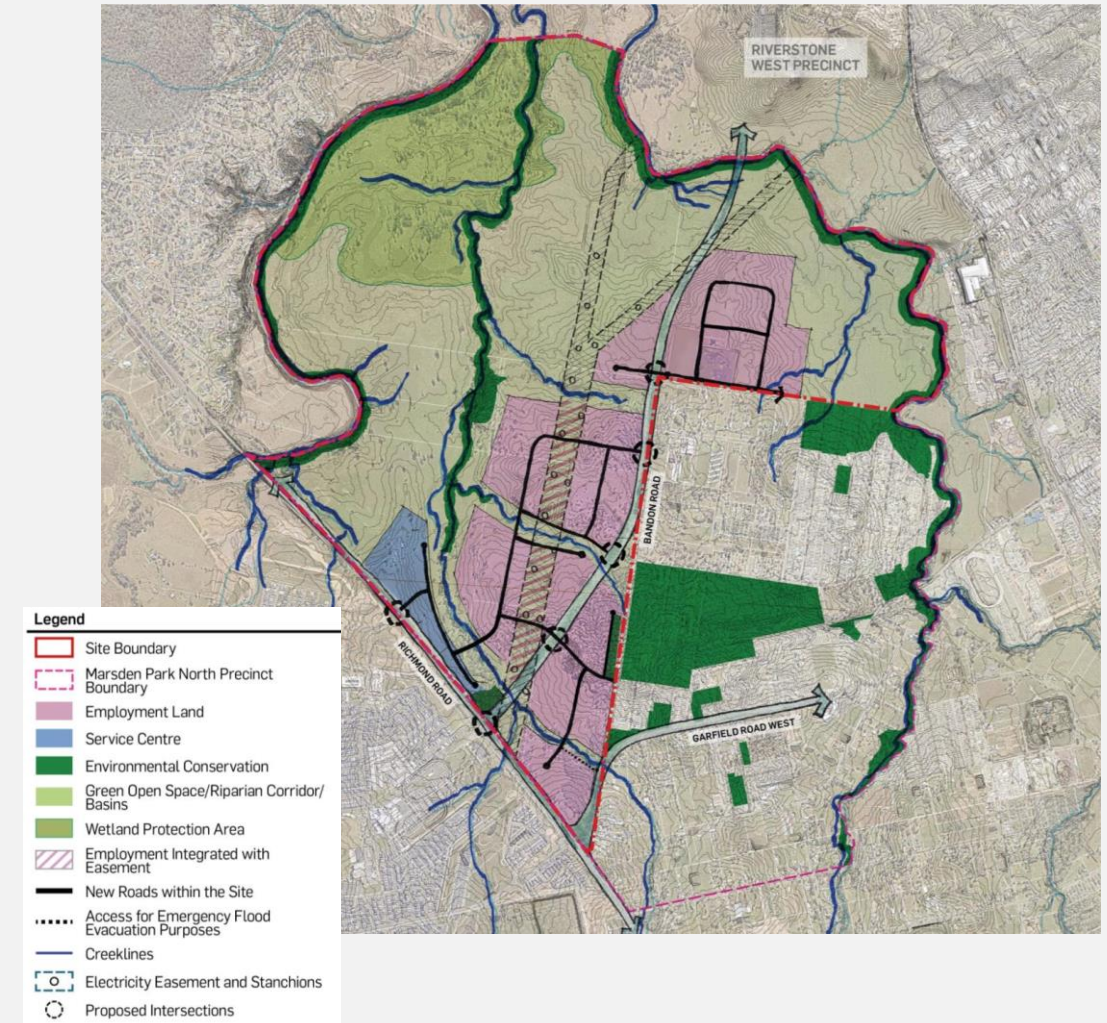 RIVERSTONE
WEST PRECINCT
BANDON ROAD
RICHMOND ROAD
GARFIELD ROAD WEST
Legend
Site Boundary
Marsden Park North Precinct
Boundary
Employment Land
Service Centre
Environmental Conservation
Green Open Space/Riparian Corridor/
Basins
Wetland Protection Area
Employment Integrated with
Easement
New Roads within the Site
Access for Emergency Flood
Evacuation Purposes
Creeklines
Electricity Easement and Stanchions
Proposed Intersections